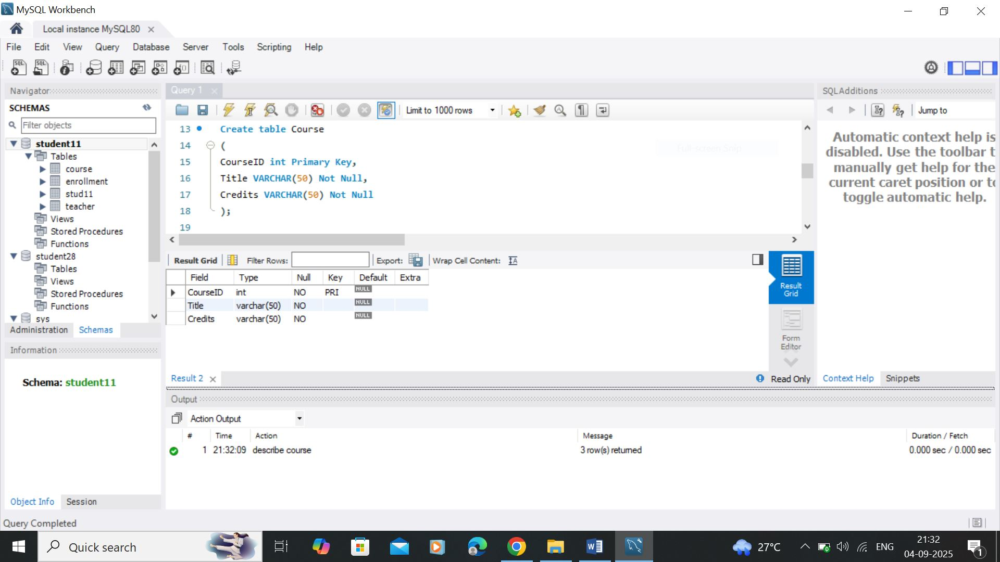 MySQL Workbench
Local instance MySQL80
File Edit View Query Database Server Tools Scripting Help
Navigator
SCHEMAS
Filter objects
student11
Tables
course
enrollment
stud11
teacher
Views
Stored Procedures
Functions
student28
Tables
Views
Stored Procedures
Functions
sys
Administration Schemas
Information
Schema: student11
Object Info Session
Query 1
Limit to 1000 rows
13 Create table Course
14 (
15 CourseID int Primary Key,
16 Title VARCHAR(50) Not Null,
17 Credits VARCHAR(50) Not Null
18 );
19
Full-screen Snip
Result Grid Filter Rows: Export: Wrap Cell Content:
Field Type Null Key Default Extra
CourseID int NO PRI NULL
Title varchar(50) NO NULL
Credits varchar(50) NO NULL
Result Grid
Form Editor
Result 2
Read Only
SQLAdditions
Jump to
Automatic context help is
disabled. Use the toolbar t
manually get help for the
current caret position or to
toggle automatic help.
Context Help Snippets
Output
Action Output
# Time Action Message Duration / Fetch
1 21:32:09 describe course 3 row(s) returned 0.000 sec / 0.000 sec
Query Completed
Quick search
27°C
ENG
21:32
04-09-2025
1